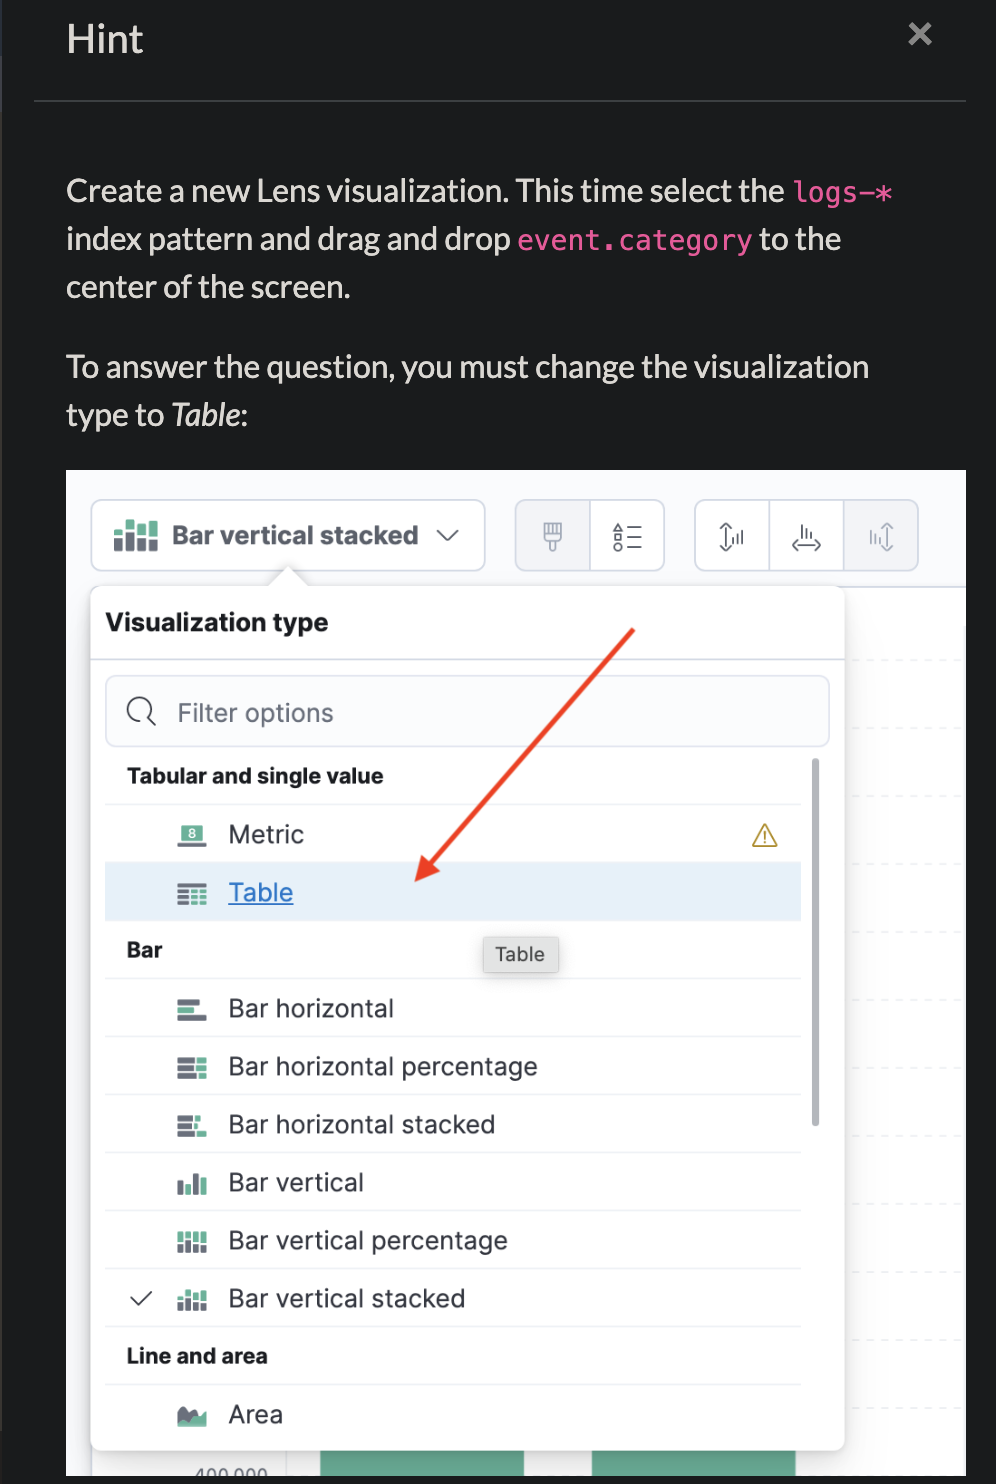 Hint
Create a new Lens visualization. This time select the logs-*
index pattern and drag and drop event.category to the
center of the screen.
To answer the question, you must change the visualization
type to Table:
Bar vertical stacked
Visualization type
Filter options
Tabular and single value
8 Metric
Table
Bar
Table
Bar horizontal
Bar horizontal percentage
Bar horizontal stacked
Bar vertical
Bar vertical percentage
Bar vertical stacked
Line and area
Area
400,000